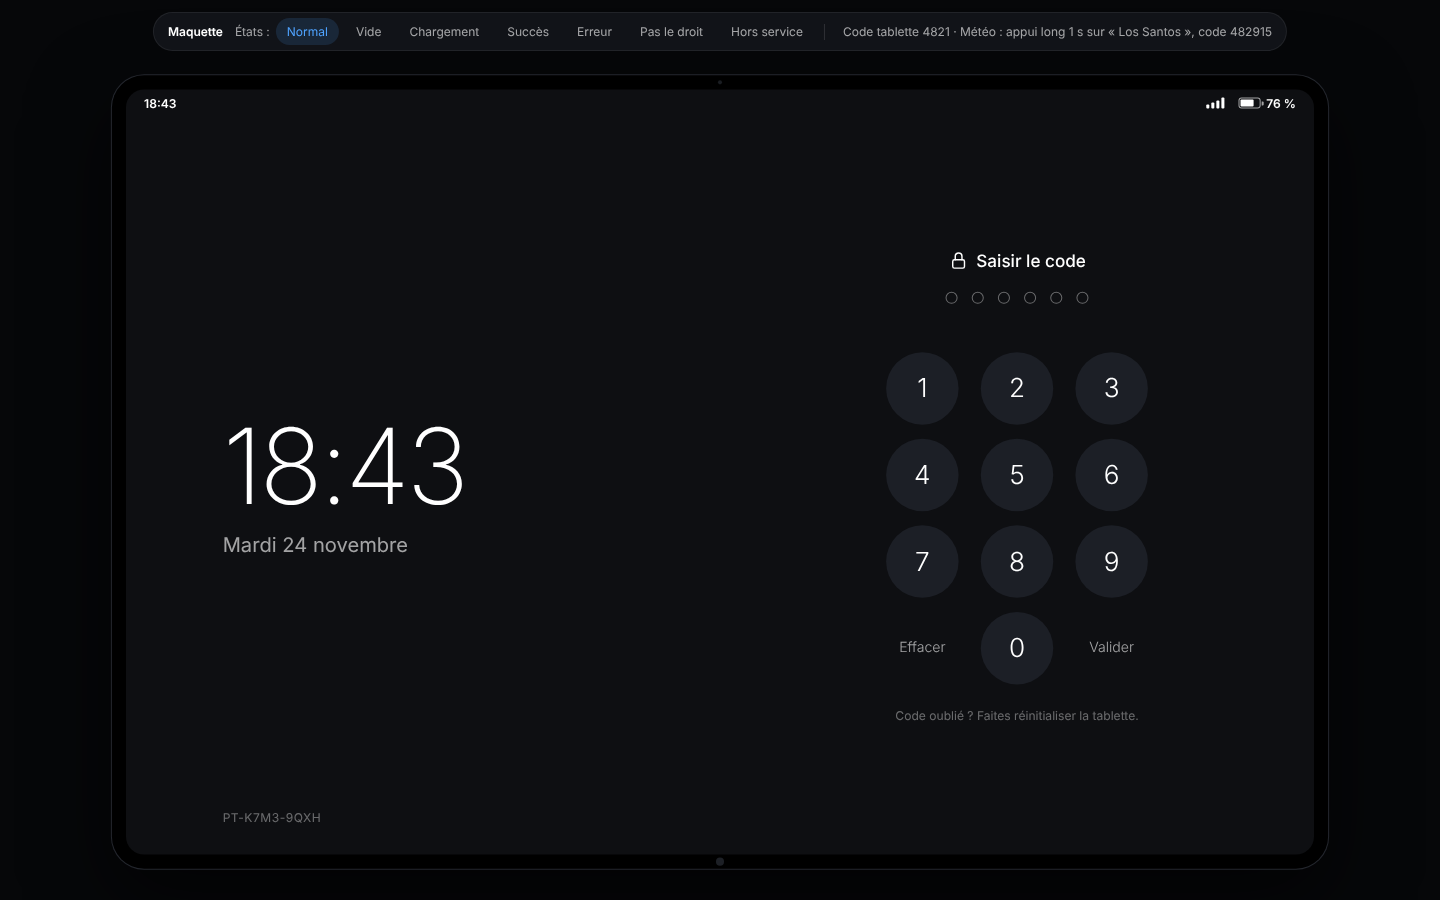 Maquette États : Normal Vide Chargement Succès Erreur Pas le droit Hors service Code tablette 4821 · Météo : appui long 1 s sur « Los Santos », code 482915
18:43 76 %
Saisir le code
1 2 3
4 5 6
7 8 9
Effacer 0 Valider
Code oublié ? Faites réinitialiser la tablette.
18:43
Mardi 24 novembre
PT-K7M3-9QXH